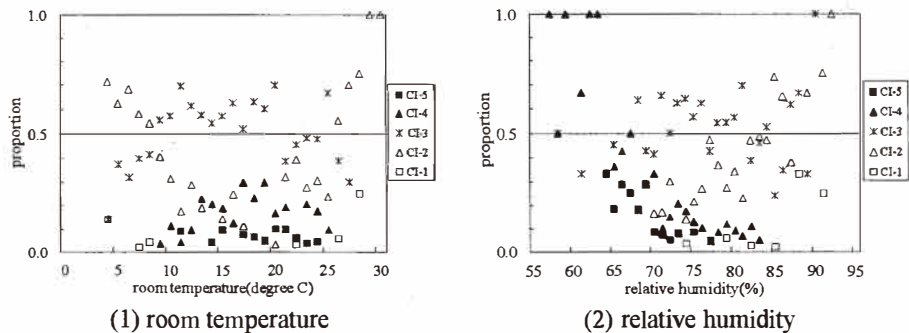 1.0
0.5
0.0
proportion
0 5 10 15 20 25 30
room temperature(degree C)
CI-5
CI-4
CI-3
CI-2
CI-1
(1) room temperature
1.0
0.5
0.0
proportion
55 60 65 70 75 80 85 90 95
relative humidity(%)
CI-5
CI-4
CI-3
CI-2
CI-1
(2) relative humidity